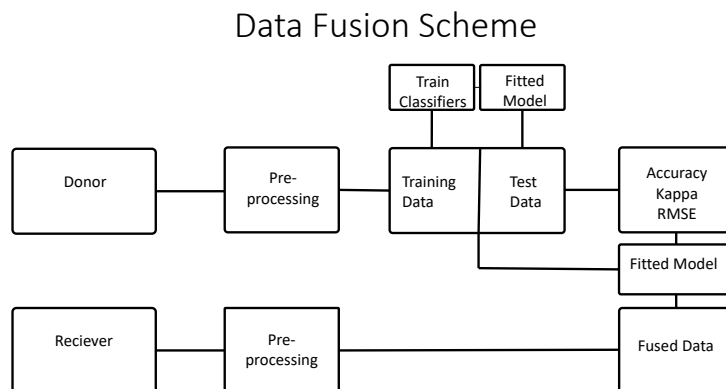 Data Fusion Scheme
Train
Classifiers
Fitted
Model
Donor
Pre-
processing
Training
Data
Test
Data
Accuracy
Kappa
RMSE
Fitted Model
Reciever
Pre-
processing
Fused Data